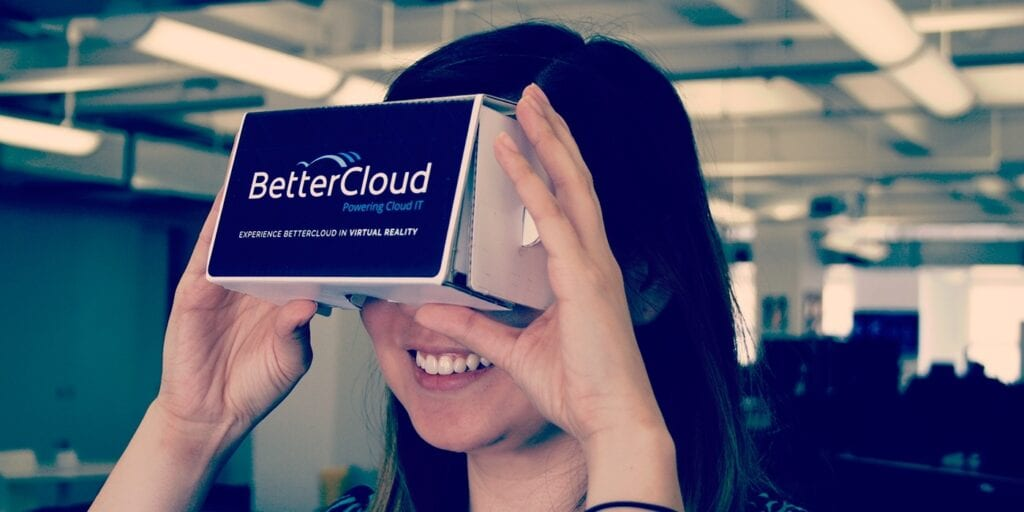 BetterCloud
Powering Cloud IT
EXPERIENCE BETTERCLOUD IN VIRTUAL REALITY